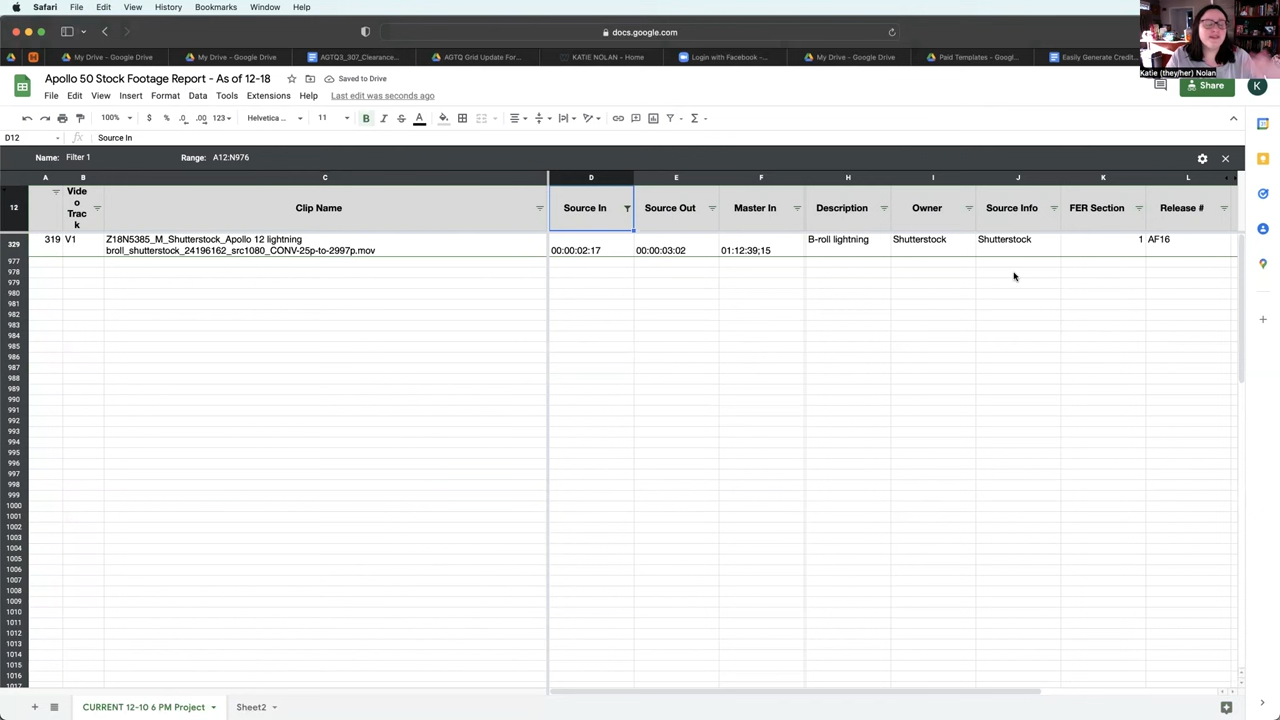 Safari File Edit View History Bookmarks Window Help
docs.google.com
My Drive - Google Drive My Drive - Google Drive AGTQ3_307_Clearance... AGTQ Grid Update For... KATIE NOLAN - Home Login with Facebook -... My Drive - Google Drive Paid Templates - Googl... Easily Generate Credit...
Katie (they/her) Nolan
Apollo 50 Stock Footage Report - As of 12-18 Saved to Drive
Share K
File Edit View Insert Format Data Tools Extensions Help Last edit was seconds ago
100% $ % .0 .00 123 Helvetica ... 11 B I S A
D12 fx Source In
Name: Filter 1 Range: A12:N976
A B C D E F H I J K L
12 Vide
o
Trac
k Clip Name Source In Source Out Master In Description Owner Source Info FER Section Release #
329 319 V1 Z18N5385_M_Shutterstock_Apollo 12 lightning B-roll lightning Shutterstock Shutterstock 1 AF16
broll_shutterstock_24196162_src1080_CONV-25p-to-2997p.mov 00:00:02:17 00:00:03:02 01:12:39;15
977
978
979
980
981
982
983
984
985
986
987
988
989
990
991
992
993
994
995
996
997
998
999
1000
1001
1002
1003
1004
1005
1006
1007
1008
1009
1010
1011
1012
1013
1014
1015
1016
1017
CURRENT 12-10 6 PM Project Sheet2